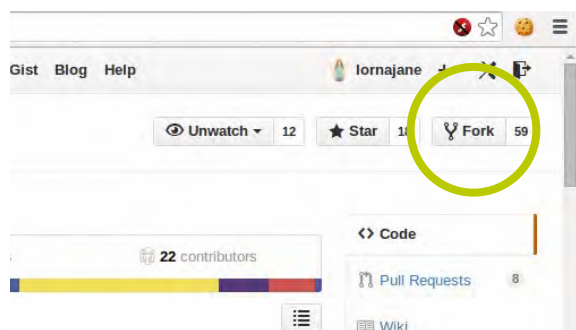 Gist Blog Help lornajane
Unwatch 12 Star Fork 59
<> Code
22 contributors
Pull Requests 8
Wiki